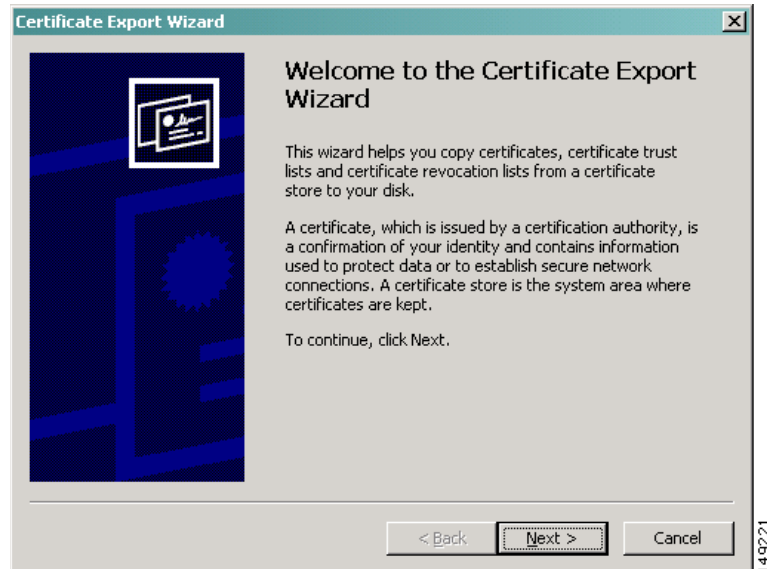 Certificate Export Wizard
Welcome to the Certificate Export
Wizard
This wizard helps you copy certificates, certificate trust
lists and certificate revocation lists from a certificate
store to your disk.
A certificate, which is issued by a certification authority, is
a confirmation of your identity and contains information
used to protect data or to establish secure network
connections. A certificate store is the system area where
certificates are kept.
To continue, click Next.
< Back
Next >
Cancel
149221